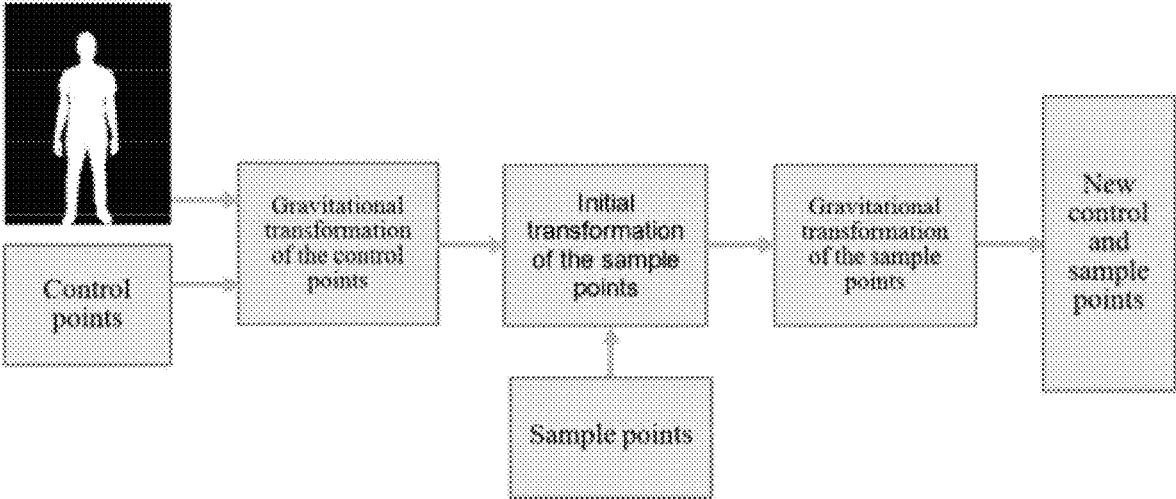 Control
points
Gravitational
transformation
of the control
points
Initial
transformation
of the sample
points
Sample points
Gravitational
transformation
of the sample
points
New
control
and
sample
points